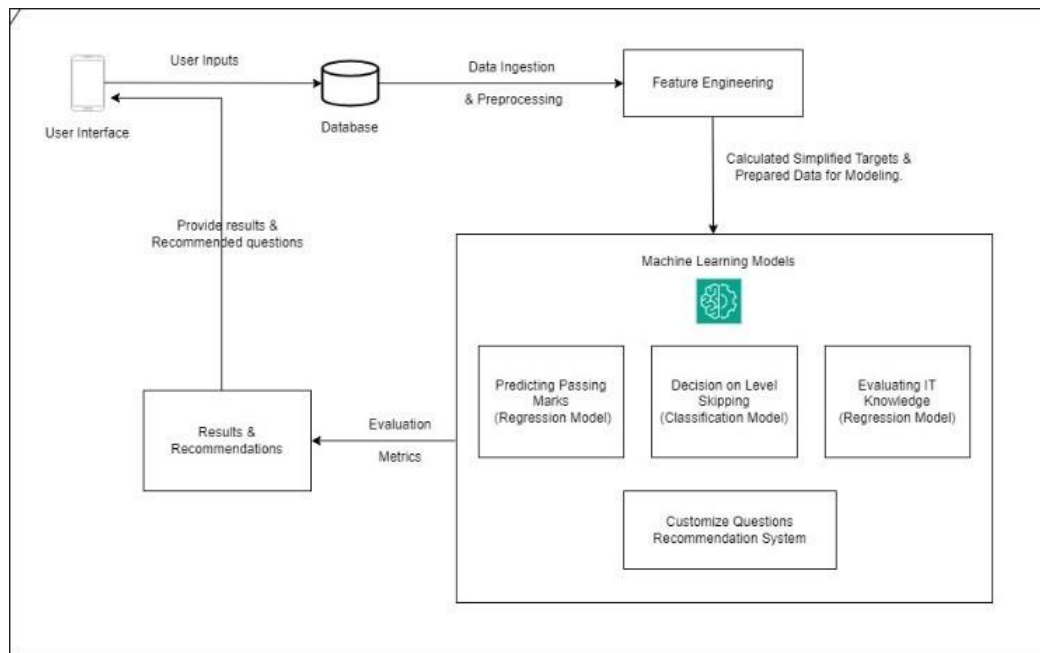 User Inputs
Data Ingestion
& Preprocessing
Feature Engineering
User Interface
Database
Calculated Simplified Targets &
Prepared Data for Modeling.
Provide results &
Recommended questions
Machine Learning Models
Predicting Passing
Marks
(Regression Model)
Decision on Level
Skipping
(Classification Model)
Evaluating IT
Knowledge
(Regression Model)
Results &
Recommendations
Evaluation
Metrics
Customize Questions
Recommendation System